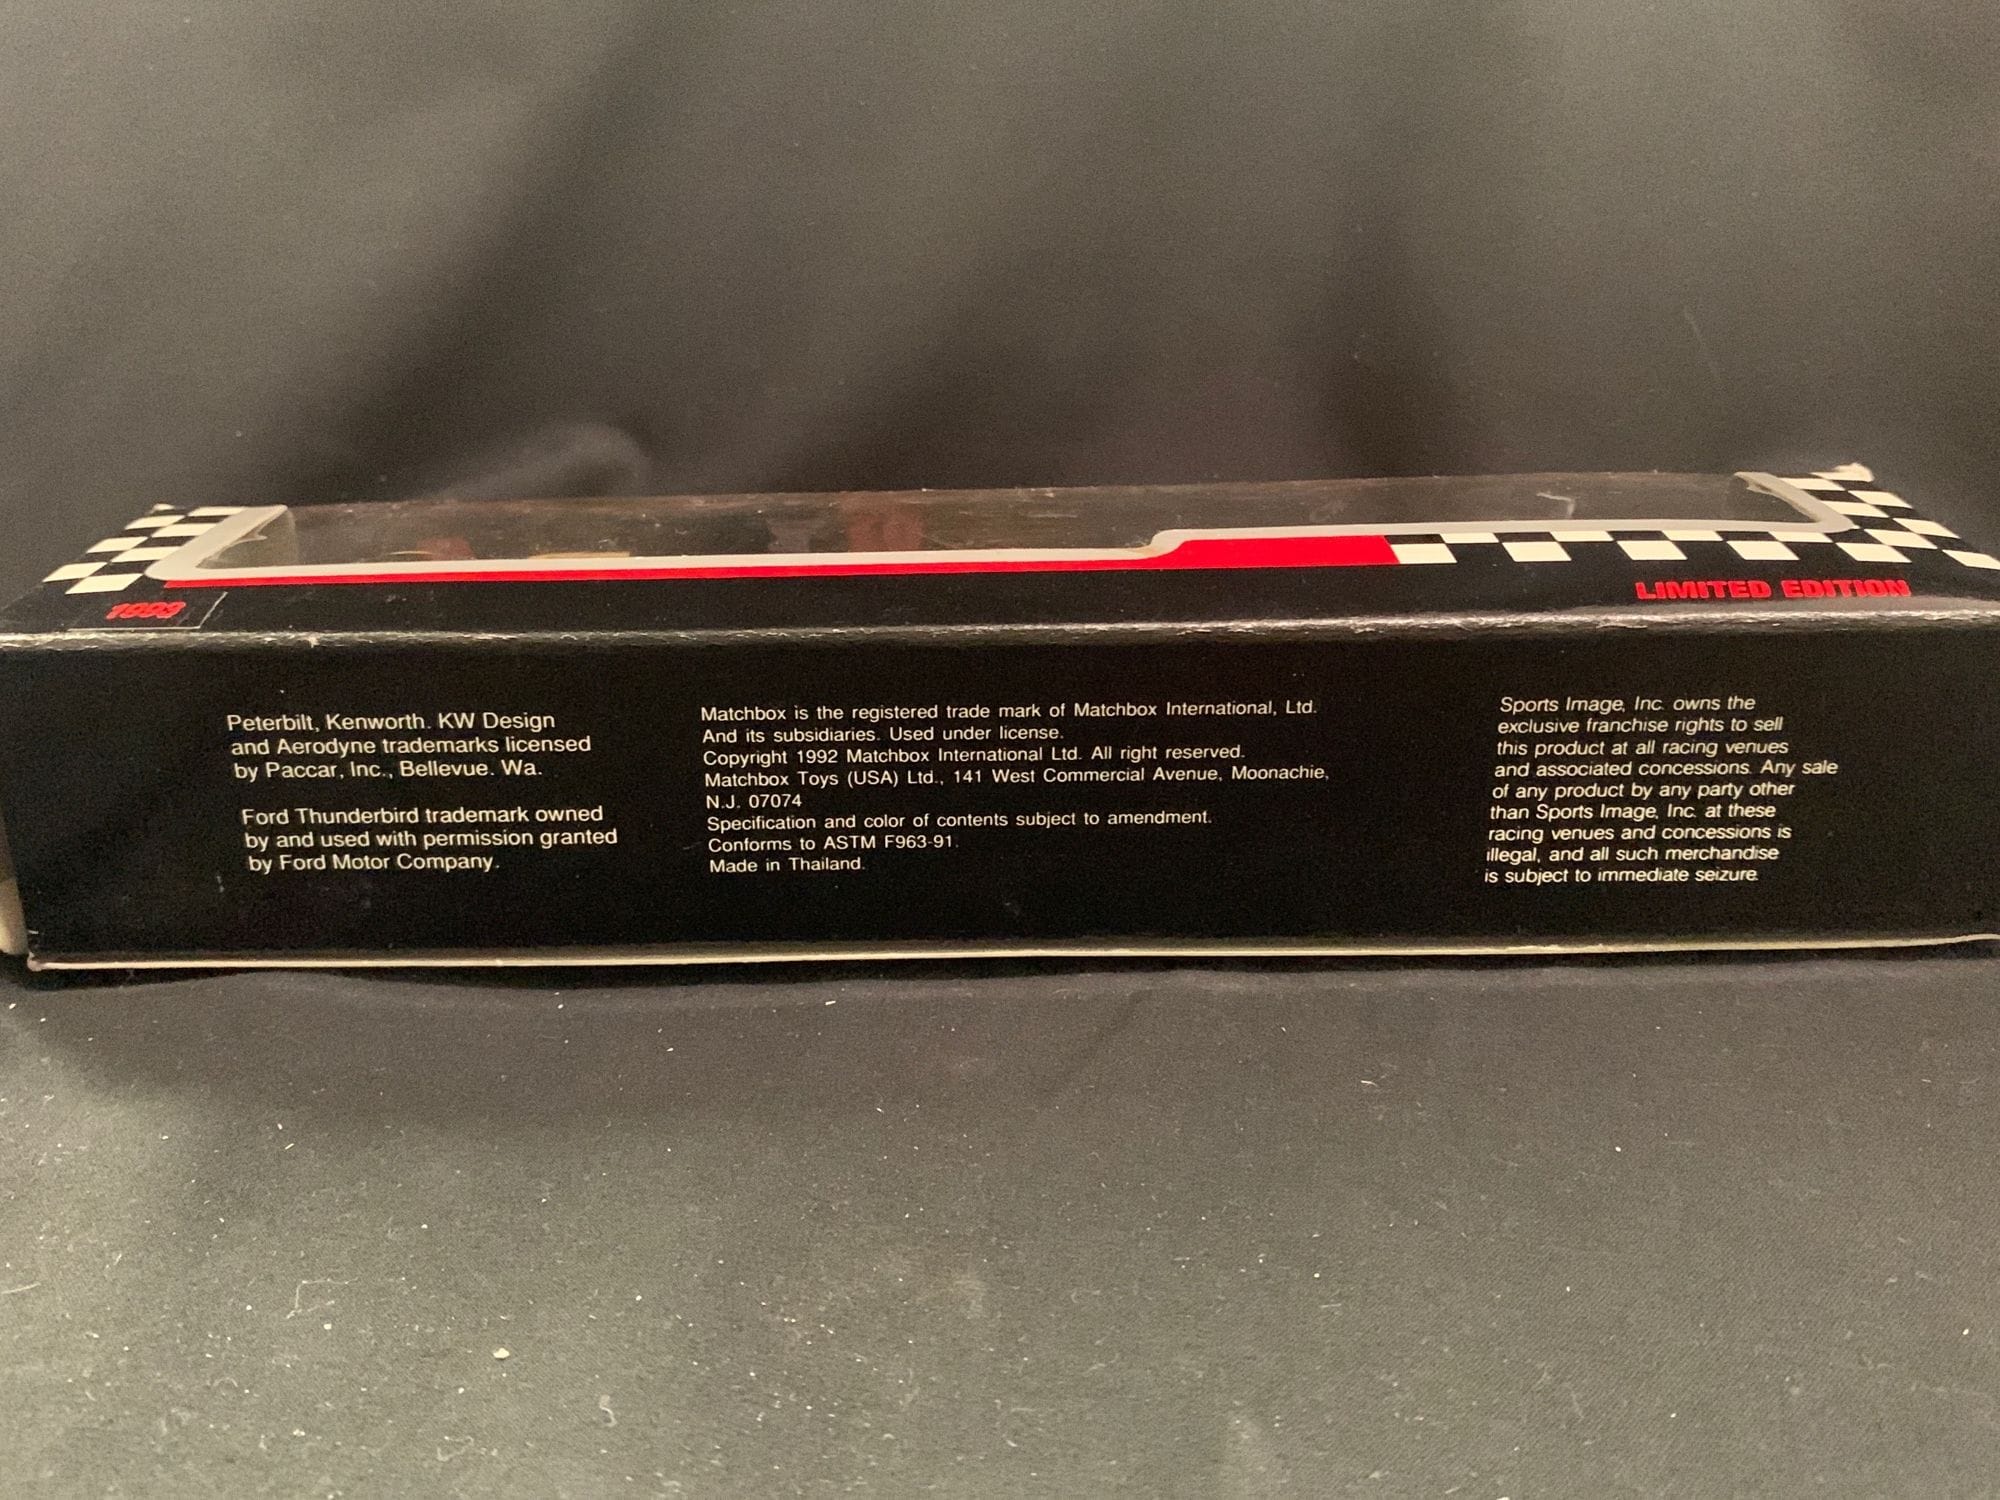 1993
LIMITED EDITION
Peterbilt, Kenworth. KW Design
and Aerodyne trademarks licensed
by Paccar, Inc., Bellevue. Wa.
Ford Thunderbird trademark owned
by and used with permission granted
by Ford Motor Company.
Matchbox is the registered trade mark of Matchbox International, Ltd.
And its subsidiaries. Used under license.
Copyright 1992 Matchbox International Ltd. All right reserved.
Matchbox Toys (USA) Ltd., 141 West Commercial Avenue, Moonachie,
N.J. 07074
Specification and color of contents subject to amendment.
Conforms to ASTM F963-91.
Made in Thailand.
Sports Image, Inc. owns the
exclusive franchise rights to sell
this product at all racing venues
and associated concessions. Any sale
of any product by any party other
than Sports Image, Inc. at these
racing venues and concessions is
illegal, and all such merchandise
is subject to immediate seizure.